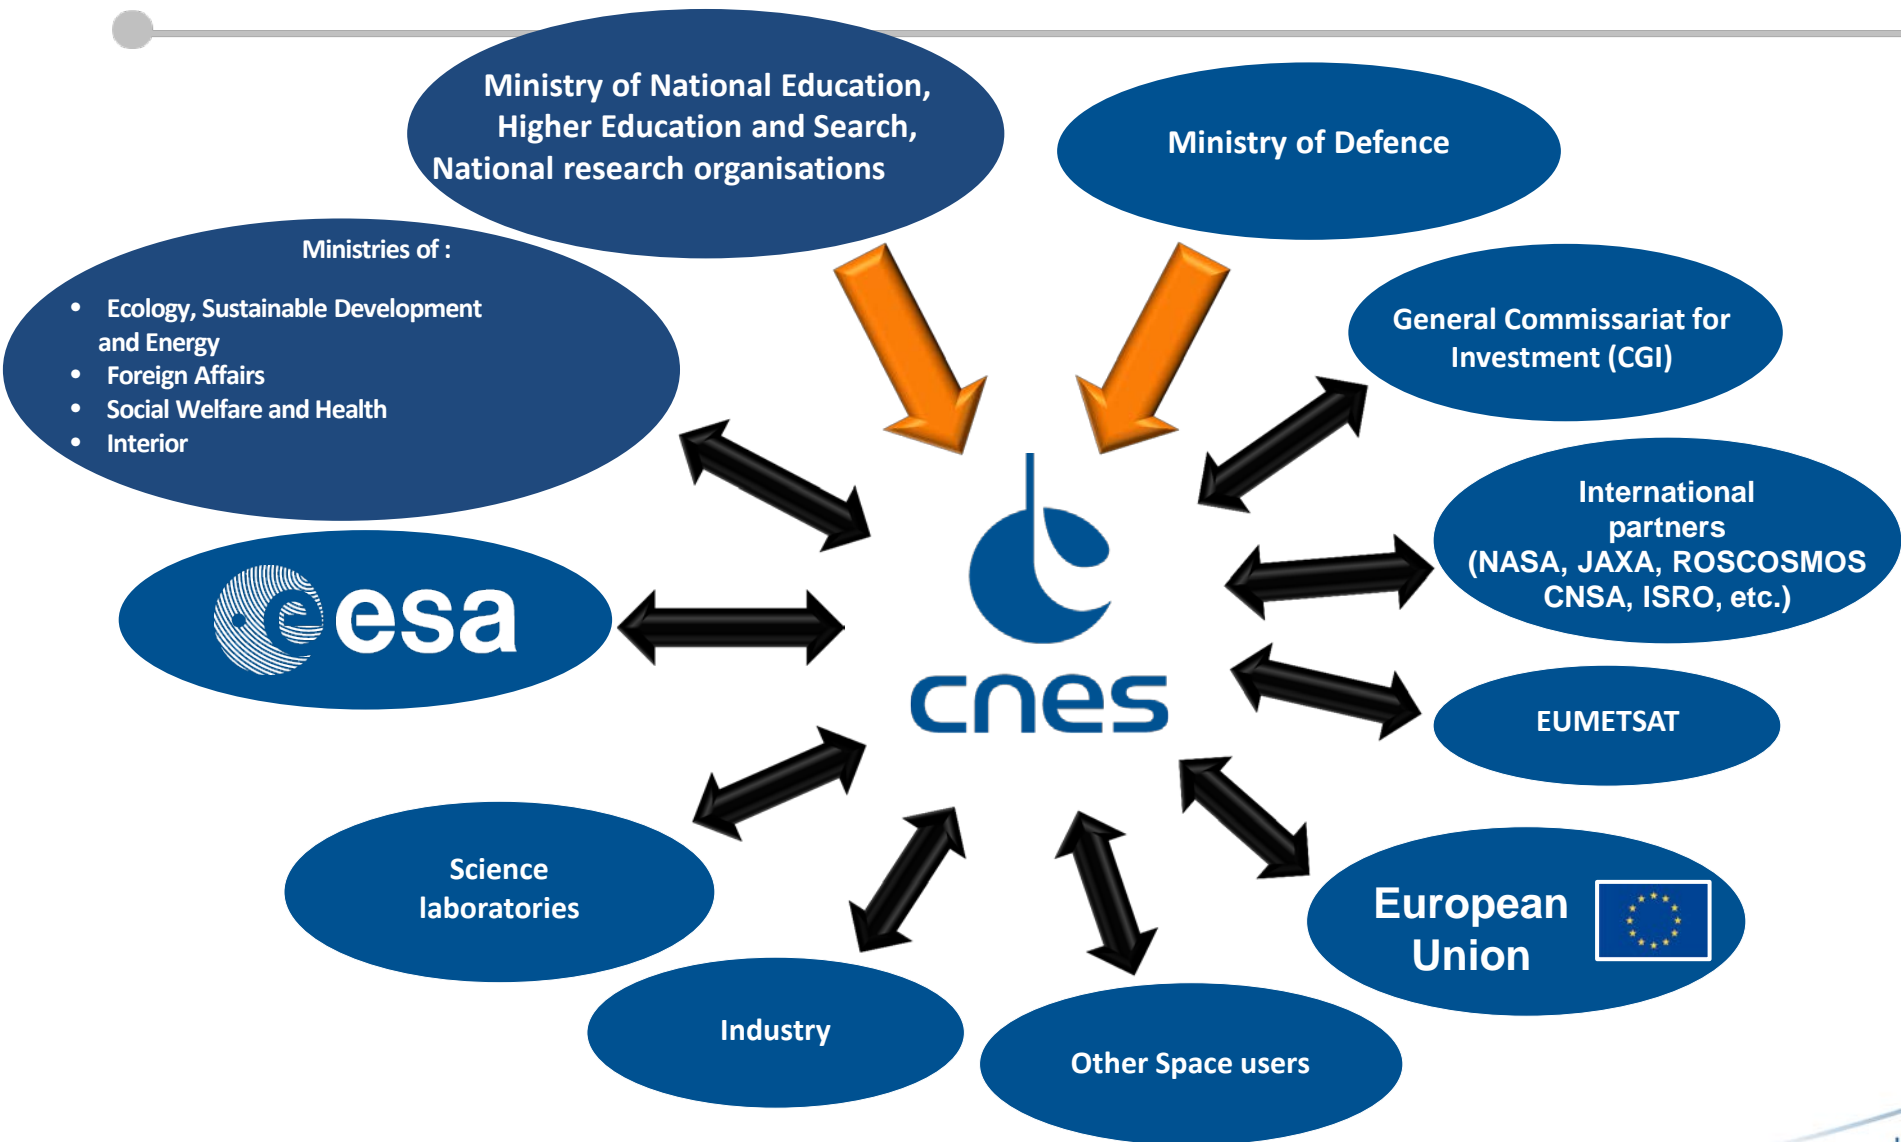 Ministry of National Education,
Higher Education and Search,
National research organisations
Ministry of Defence
Ministries of :
• Ecology, Sustainable Development
and Energy
• Foreign Affairs
• Social Welfare and Health
• Interior
General Commissariat for
Investment (CGI)
International
partners
(NASA, JAXA, ROSCOSMOS
CNSA, ISRO, etc.)
esa
cnes
EUMETSAT
Science
laboratories
European
Union
Industry
Other Space users